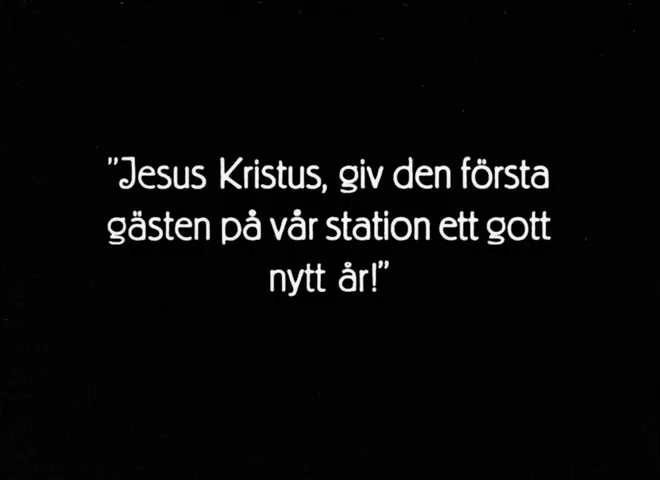 ”Jesus Kristus, giv den första
gästen på vår station ett gott
nytt år!”